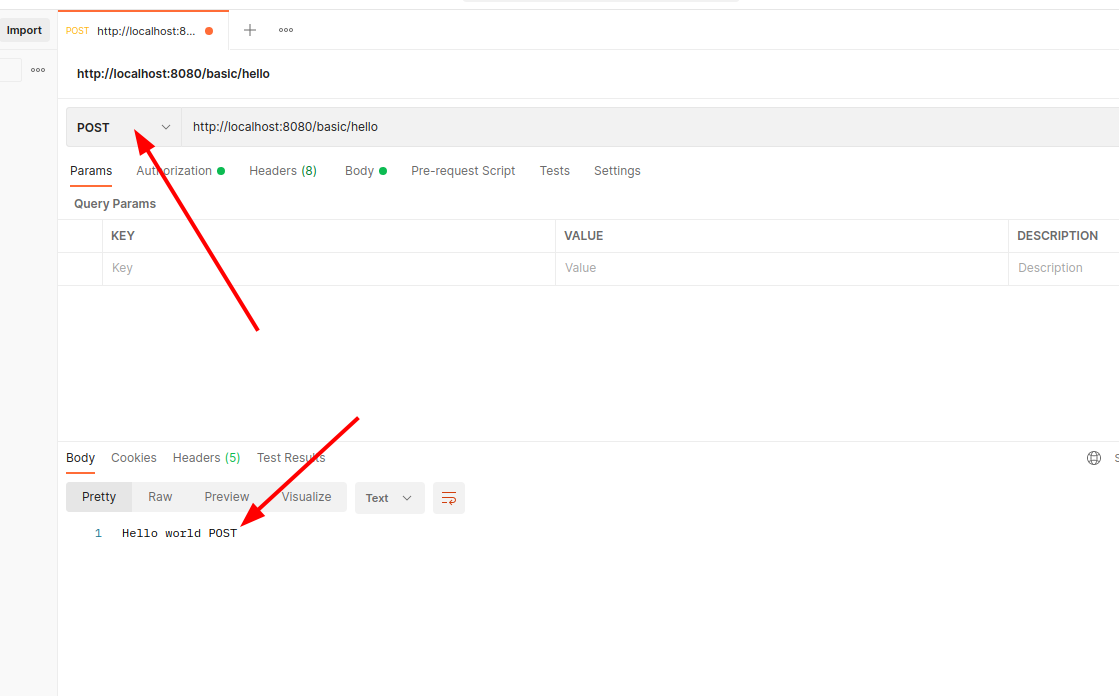 Import
POST http://localhost:8...
http://localhost:8080/basic/hello
POST http://localhost:8080/basic/hello
Params Authorization Headers (8) Body Pre-request Script Tests Settings
Query Params
KEY VALUE DESCRIPTION
Key Value Description
Body Cookies Headers (5) Test Results
Pretty Raw Preview Visualize Text
1 Hello world POST